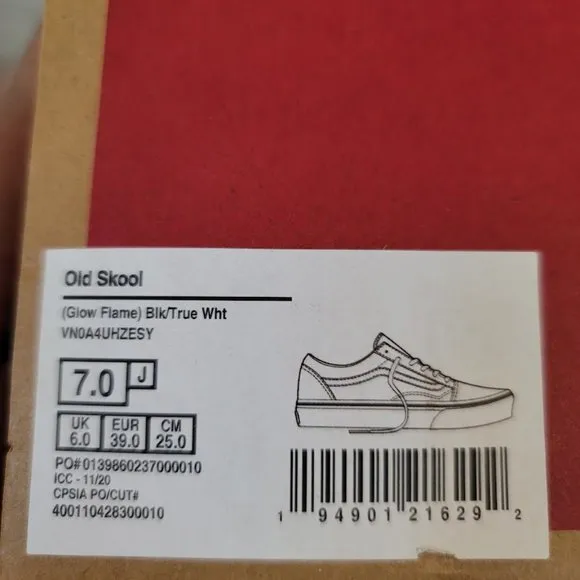 Old Skool
(Glow Flame) Blk/True Wht
VN0A4UHZESY
7.0 J
UK EUR CM
6.0 39.0 25.0
PO# 0139860237000010
ICC - 11/20
CPSIA PO/CUT#
400110428300010
1 94901 21629 2